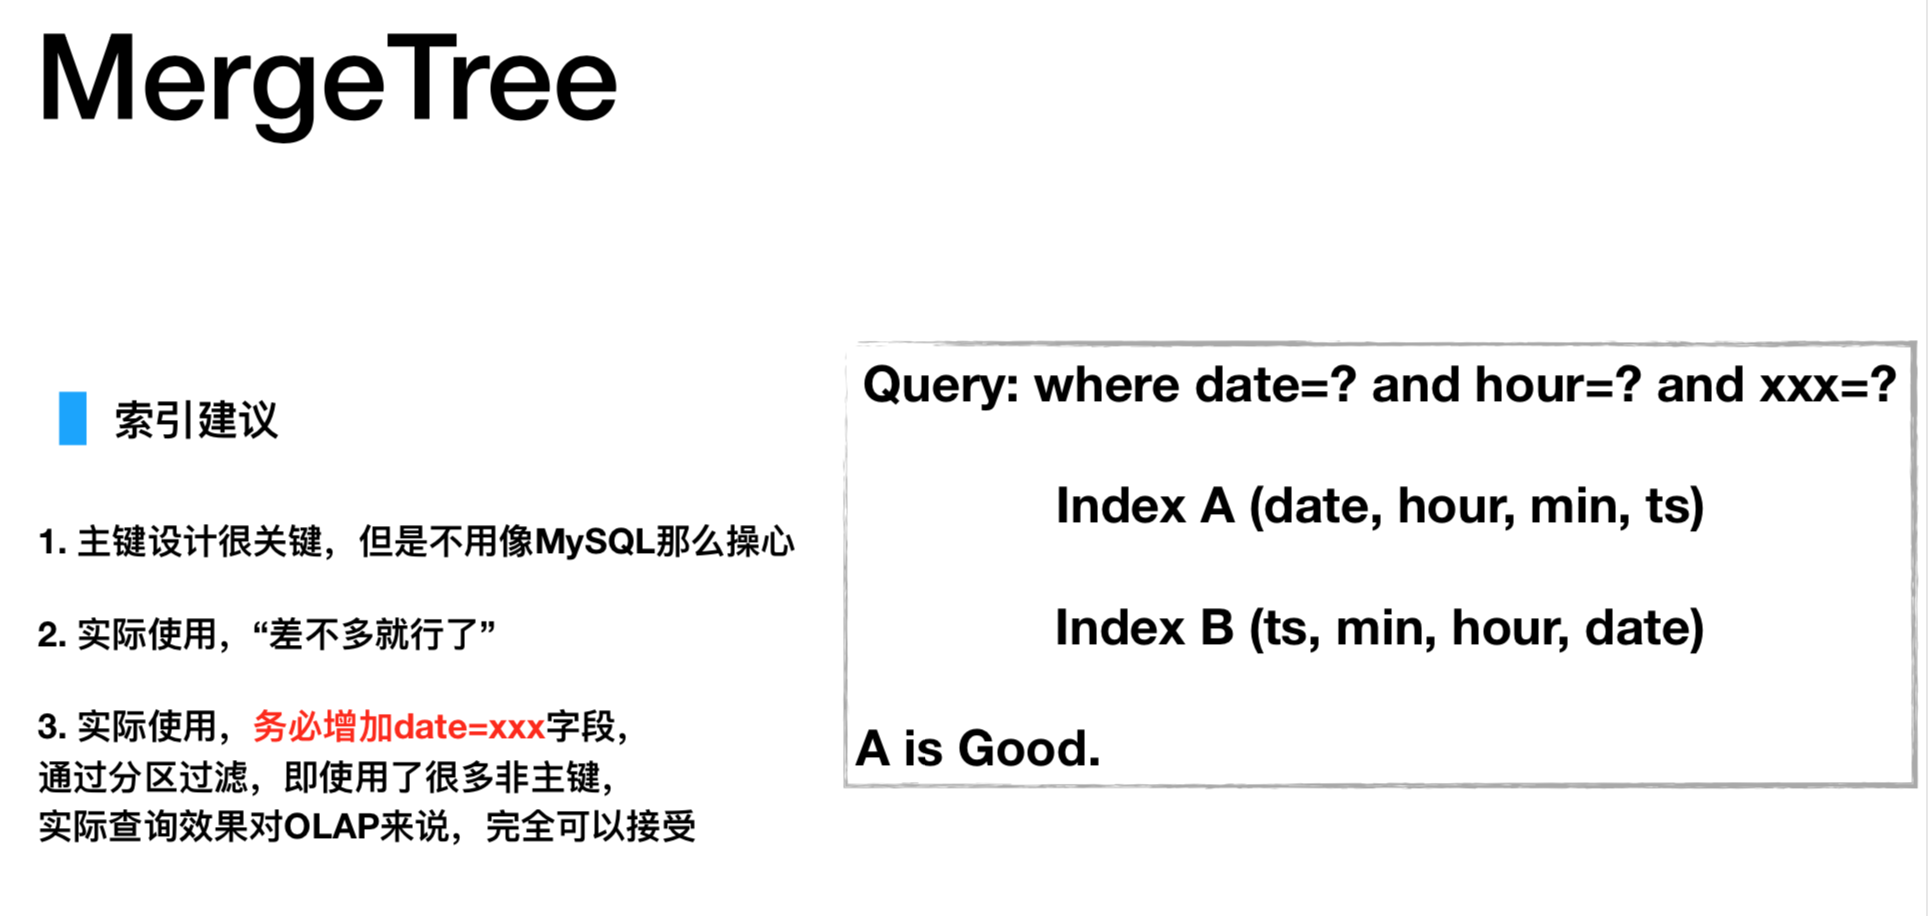 MergeTree
索引建议
1. 主键设计很关键，但是不用像MySQL那么操心
2. 实际使用，“差不多就行了”
3. 实际使用，务必增加date=xxx字段，
通过分区过滤，即使用了很多非主键，
实际查询效果对OLAP来说，完全可以接受
Query: where date=? and hour=? and xxx=?
Index A (date, hour, min, ts)
Index B (ts, min, hour, date)
A is Good.